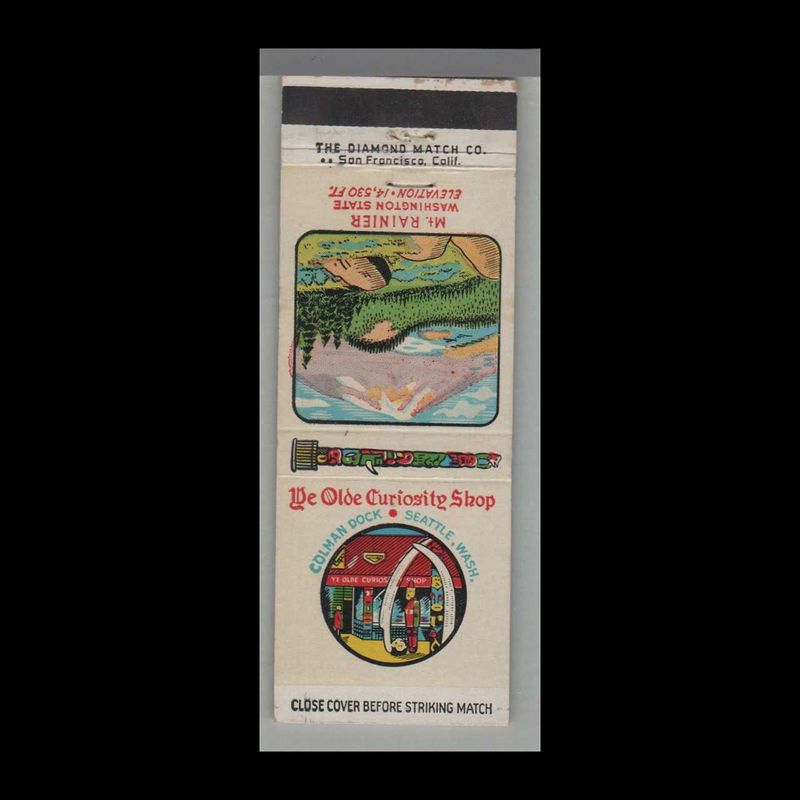 THE DIAMOND MATCH CO.
•• San Francisco, Calif.
Mt. RAINIER
WASHINGTON STATE
ELEVATION • 14,530 FT.
Ye Olde Curiosity Shop
COLMAN DOCK • SEATTLE, WASH.
YE OLDE CURIOSITY SHOP
CLOSE COVER BEFORE STRIKING MATCH